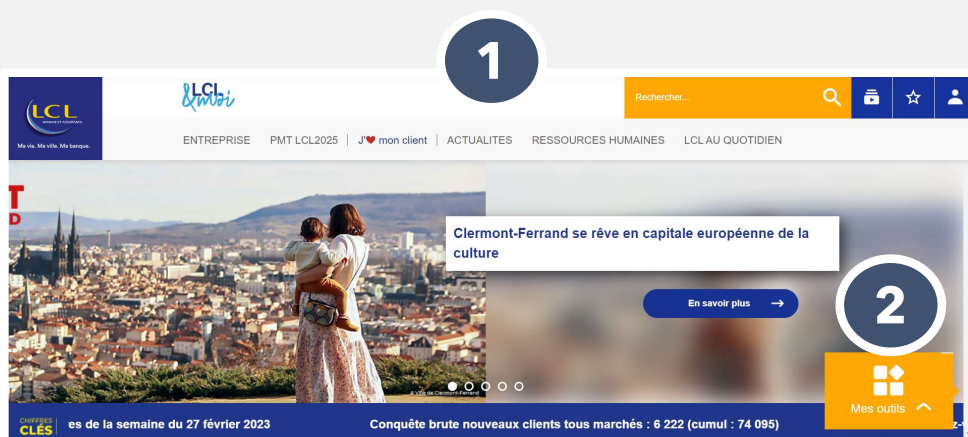 1
LCL
BANQUE ET ASSURANCE
Ma vie. Ma ville. Ma banque.
LCL
&moi
Rechercher...
ENTREPRISE PMT LCL2025 | J'❤ mon client | ACTUALITES RESSOURCES HUMAINES LCL AU QUOTIDIEN
T
D
Clermont-Ferrand se rêve en capitale européenne de la
culture
En savoir plus →
2
© Ville de Clermont-Ferrand
Mes outils
CHIFFRES
CLÉS
es de la semaine du 27 février 2023 Conquête brute nouveaux clients tous marchés : 6 222 (cumul : 74 095)